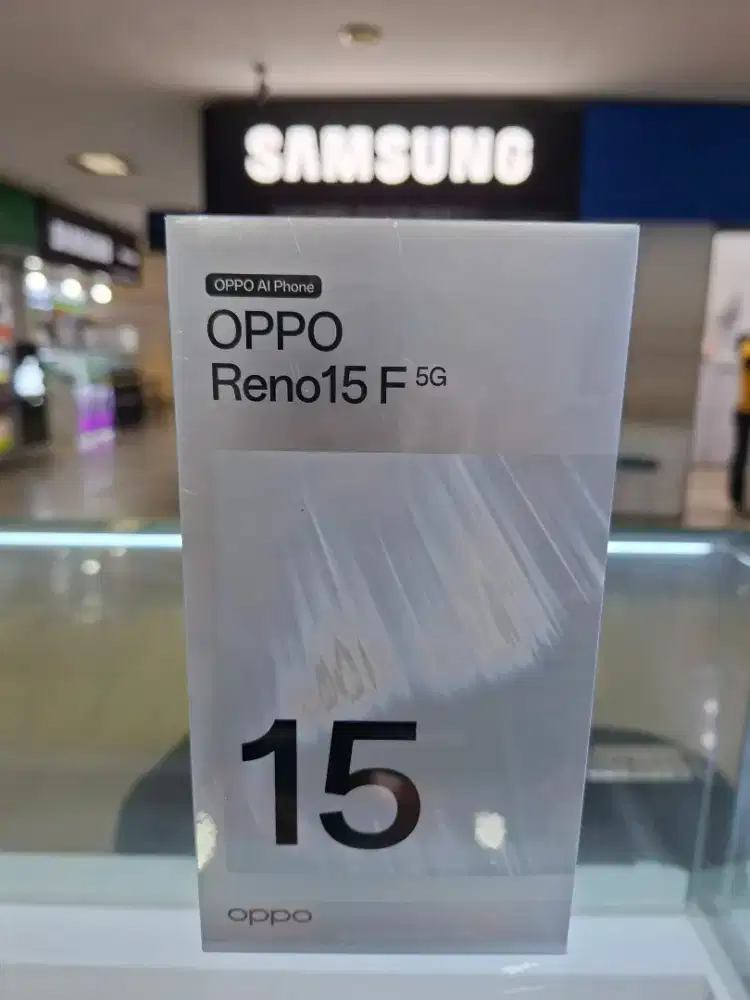 SAMSUNG
OPPO AI Phone
OPPO
Reno15 F 5G
15
oppo